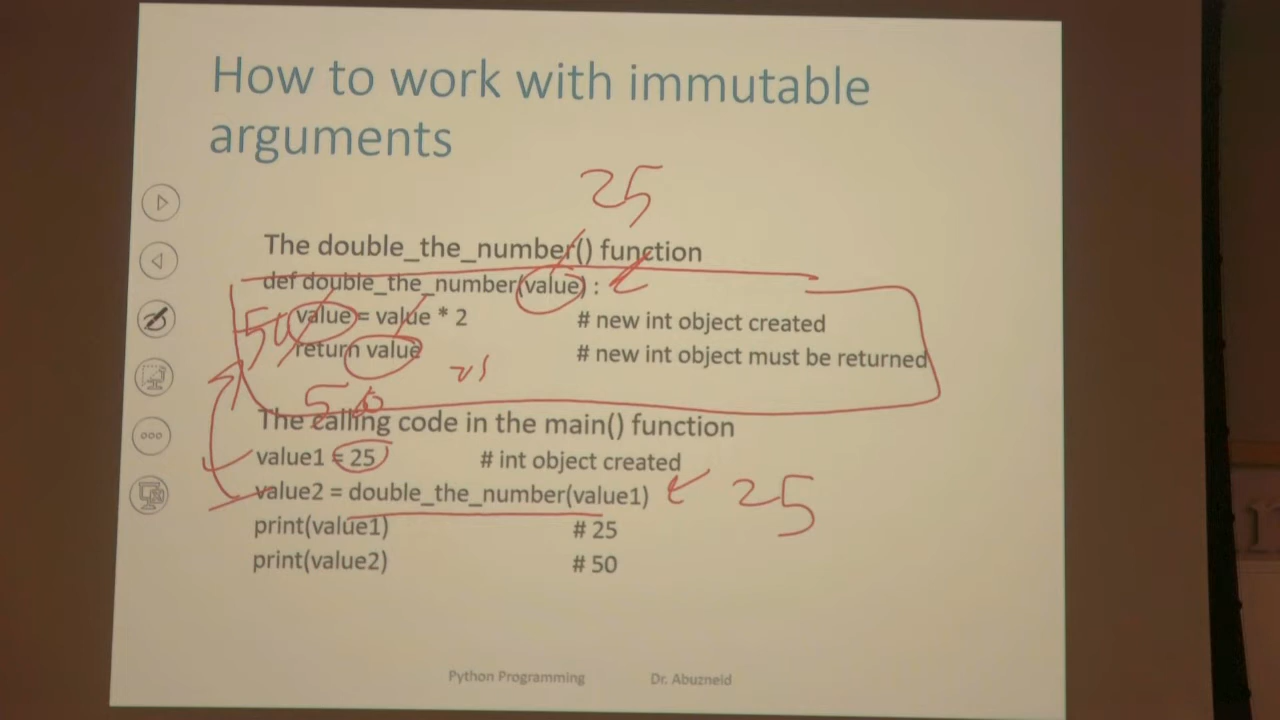 How to work with immutable
arguments
25
The double_the_number() function
def double_the_number(value) :
50 value = value * 2 # new int object created
return value # new int object must be returned
50
The calling code in the main() function
value1 = 25 # int object created
value2 = double_the_number(value1) 25
print(value1) # 25
print(value2) # 50
Python Programming Dr. Abuzneid